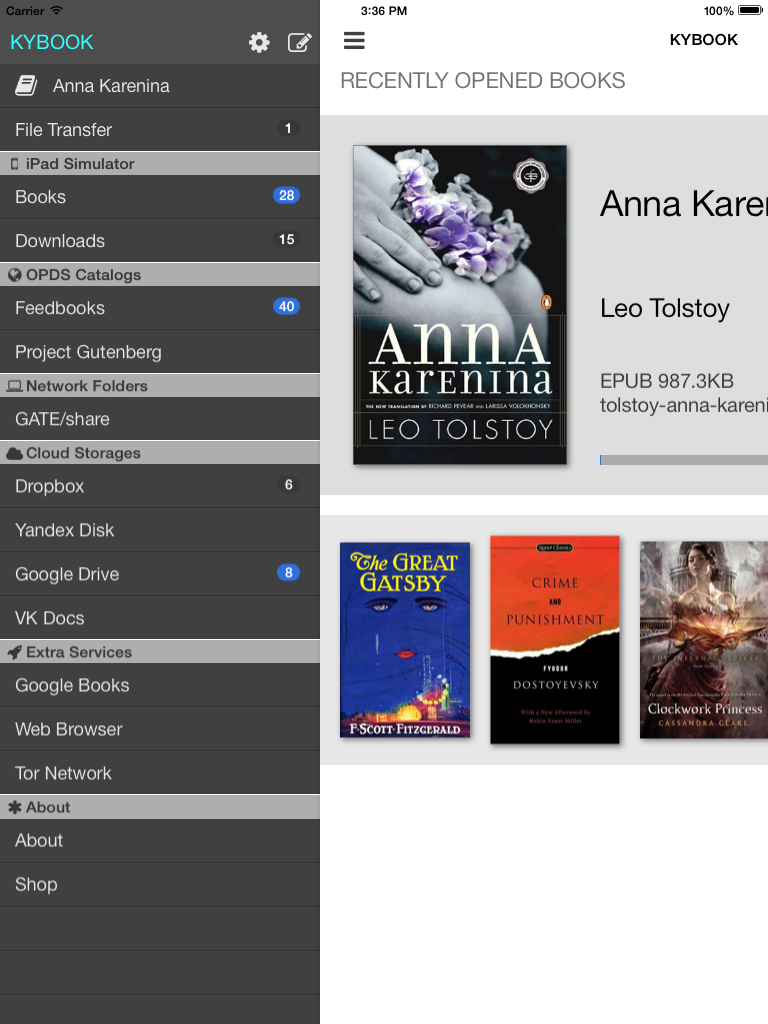 Carrier
3:36 PM
100%
KYBOOK
KYBOOK
Anna Karenina
File Transfer 1
iPad Simulator
Books 28
Downloads 15
OPDS Catalogs
Feedbooks 40
Project Gutenberg
Network Folders
GATE/share
Cloud Storages
Dropbox 6
Yandex Disk
Google Drive 8
VK Docs
Extra Services
Google Books
Web Browser
Tor Network
About
About
Shop
RECENTLY OPENED BOOKS
ANNA
KARENINA
THE NEW TRANSLATION BY RICHARD PEVEAR AND LARISSA VOLOKHONSKY
LEO TOLSTOY
Anna Karen
Leo Tolstoy
EPUB 987.3KB
tolstoy-anna-kareni
The GREAT
GATSBY
F·SCOTT·FITZGERALD
Signet Classics
CRIME
AND
PUNISHMENT
FYODOR
DOSTOYEVSKY
With a New Afterword by
Robin Feuer Miller
THE INFERNAL DEVICES
Clockwork Princess
CASSANDRA CLARE